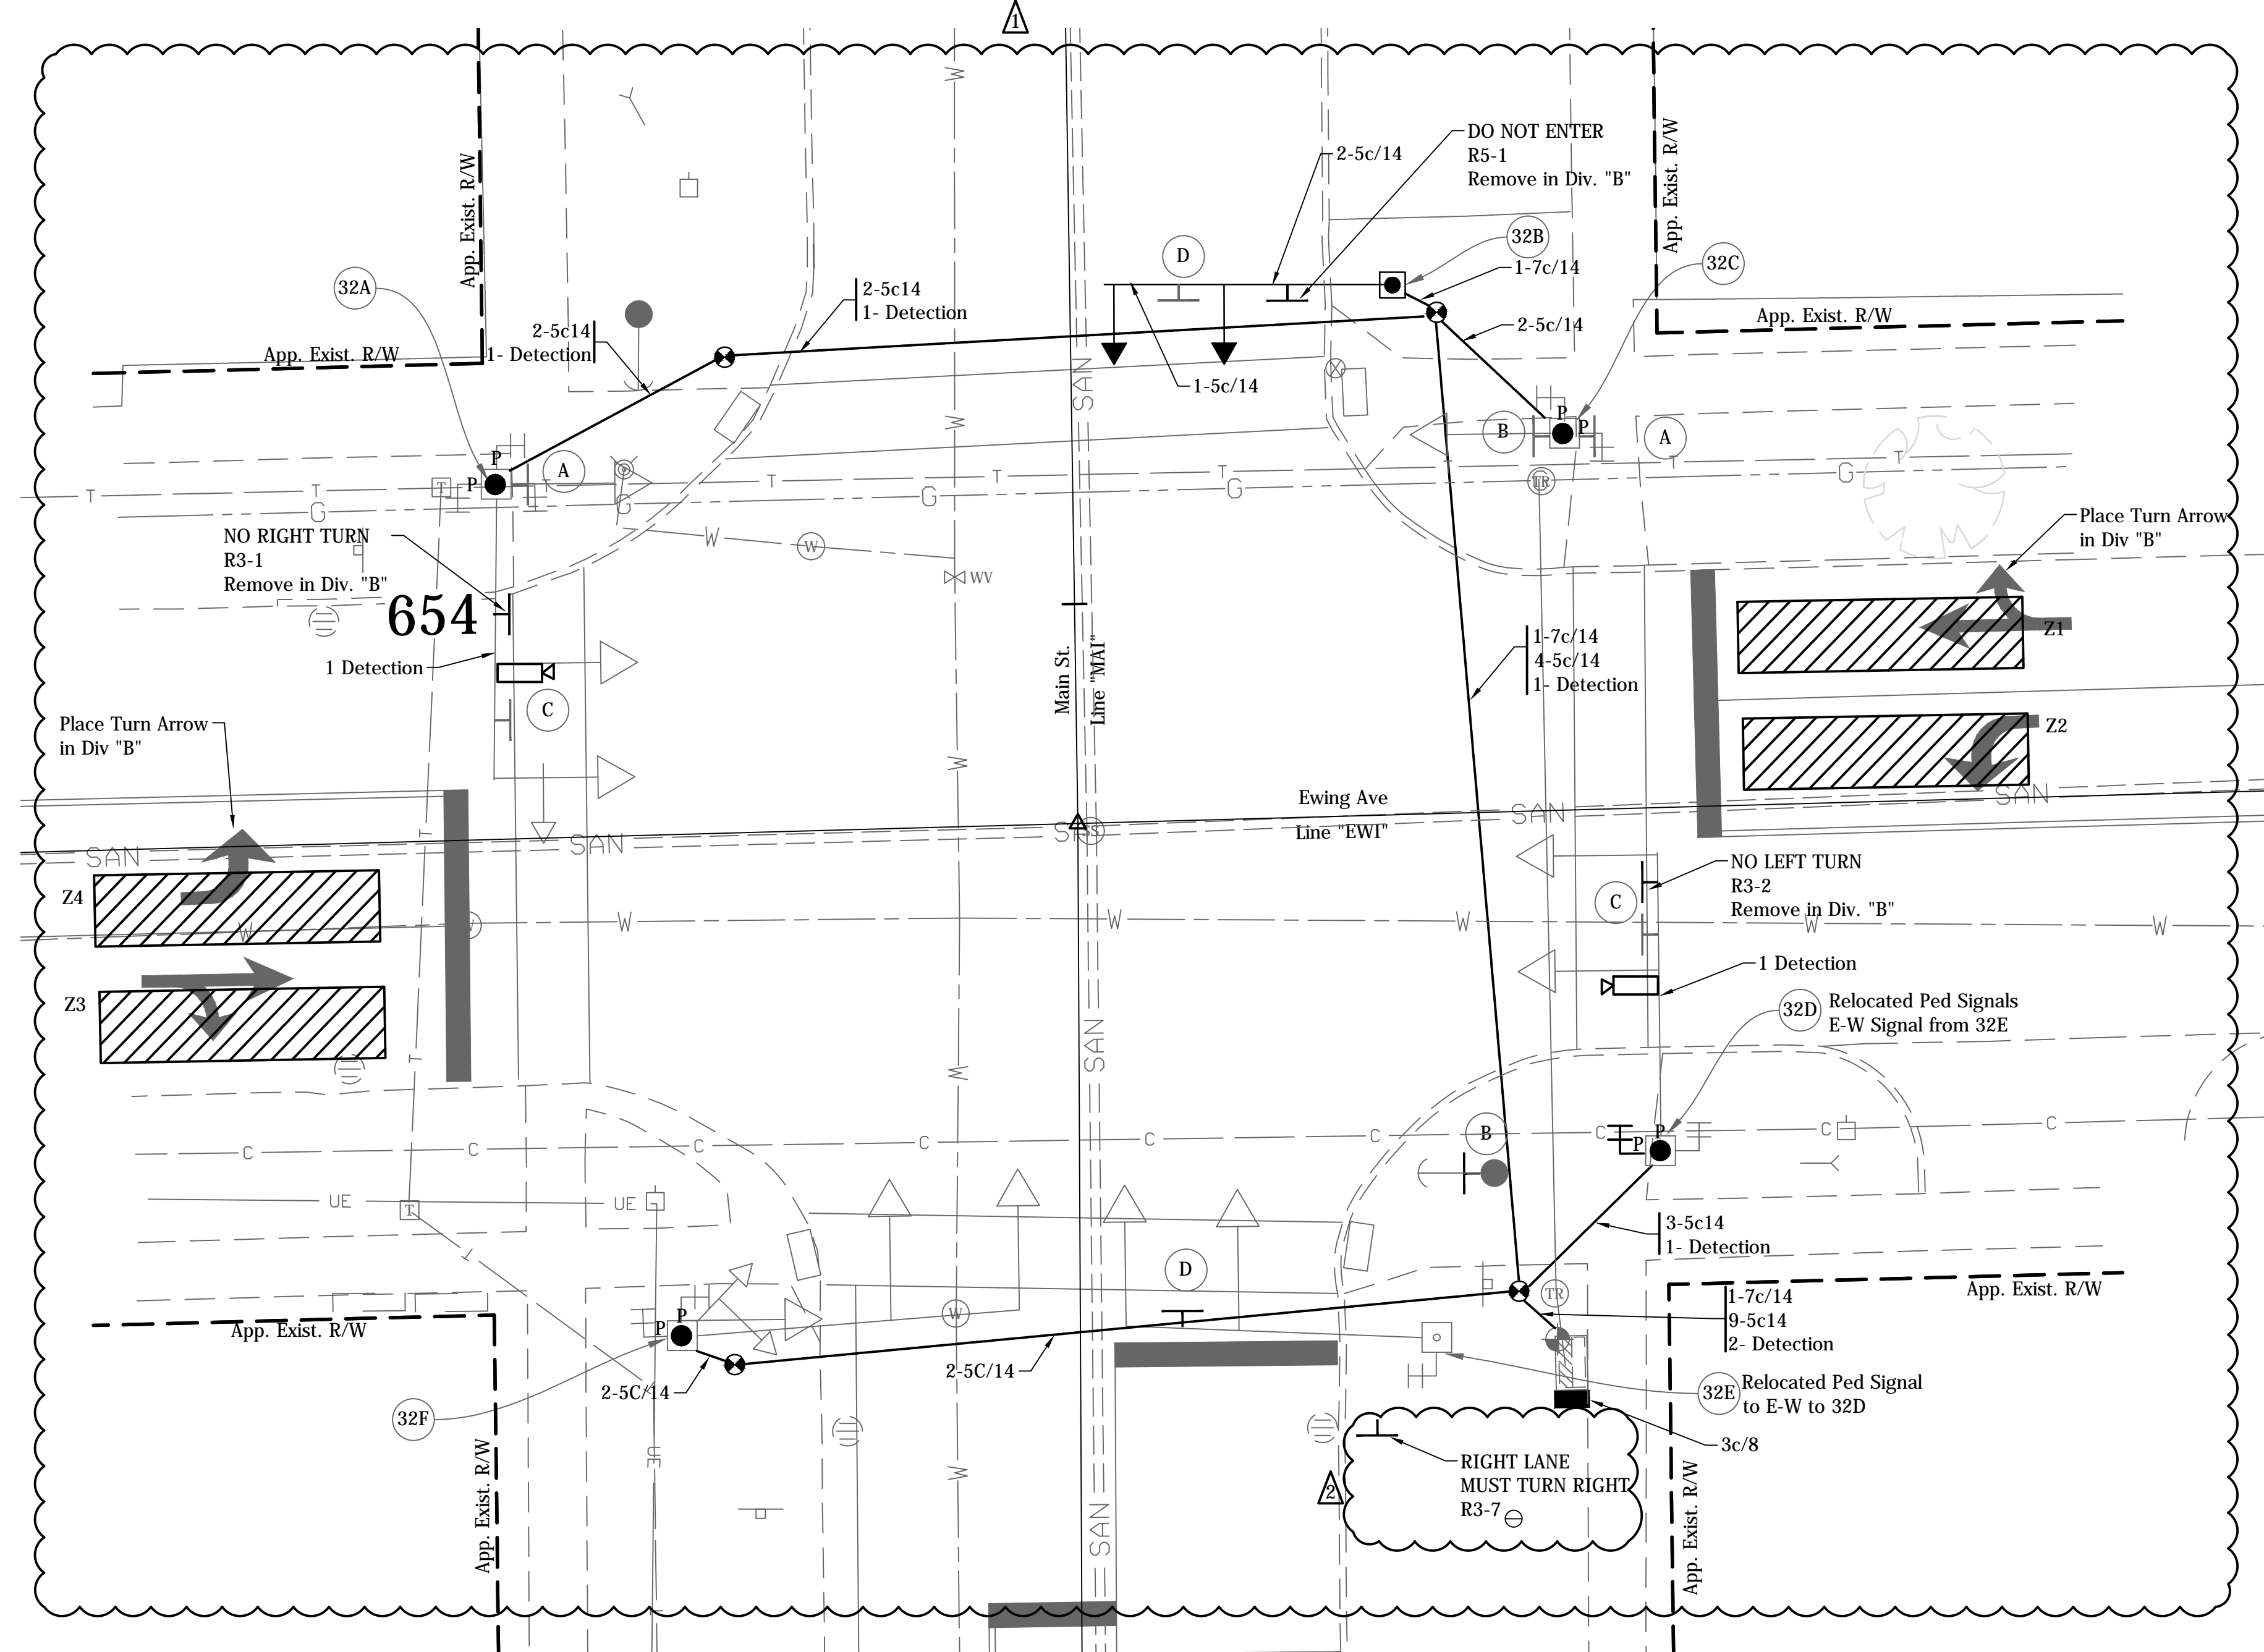 1
DO NOT ENTER
R5-1
Remove in Div. "B"
2-5c/14
App. Exist. R/W
App. Exist. R/W
32B
32C
D
1-7c/14
32A
2-5c14
1- Detection
2-5c14
1- Detection
2-5c/14
App. Exist. R/W
App. Exist. R/W
1-5c/14
SAN
W
W
P
P
B
A
P
P
A
T
T
T
T
T
T
T
T
G
G
G
G
G
TR
NO RIGHT TURN
R3-1
Remove in Div. "B"
W
W
WV
Place Turn Arrow
in Div "B"
654
Z1
1 Detection
C
Main St.
Line "MAI"
1-7c/14
4-5c/14
1- Detection
Place Turn Arrow
in Div "B"
Z2
W
Ewing Ave
Line "EWI"
SAN
SAN
SAN
SAN
SAN
T
NO LEFT TURN
R3-2
Remove in Div. "B"
Z4
C
W
W
W
W
W
W
1 Detection
Z3
32D
Relocated Ped Signals
E-W Signal from 32E
SAN
T
W
C
C
C
C
C
C
C
C
C
B
P
P
UE
UE
T
3-5c14
1- Detection
T
D
TR
App. Exist. R/W
1-7c/14
9-5c14
2- Detection
W
P
P
App. Exist. R/W
2-5C/14
2-5C/14
32E
Relocated Ped Signal
to E-W to 32D
32F
3c/8
UE
W
RIGHT LANE
MUST TURN RIGHT
R3-7
2
SAN
App. Exist. R/W
App. Exist. R/W